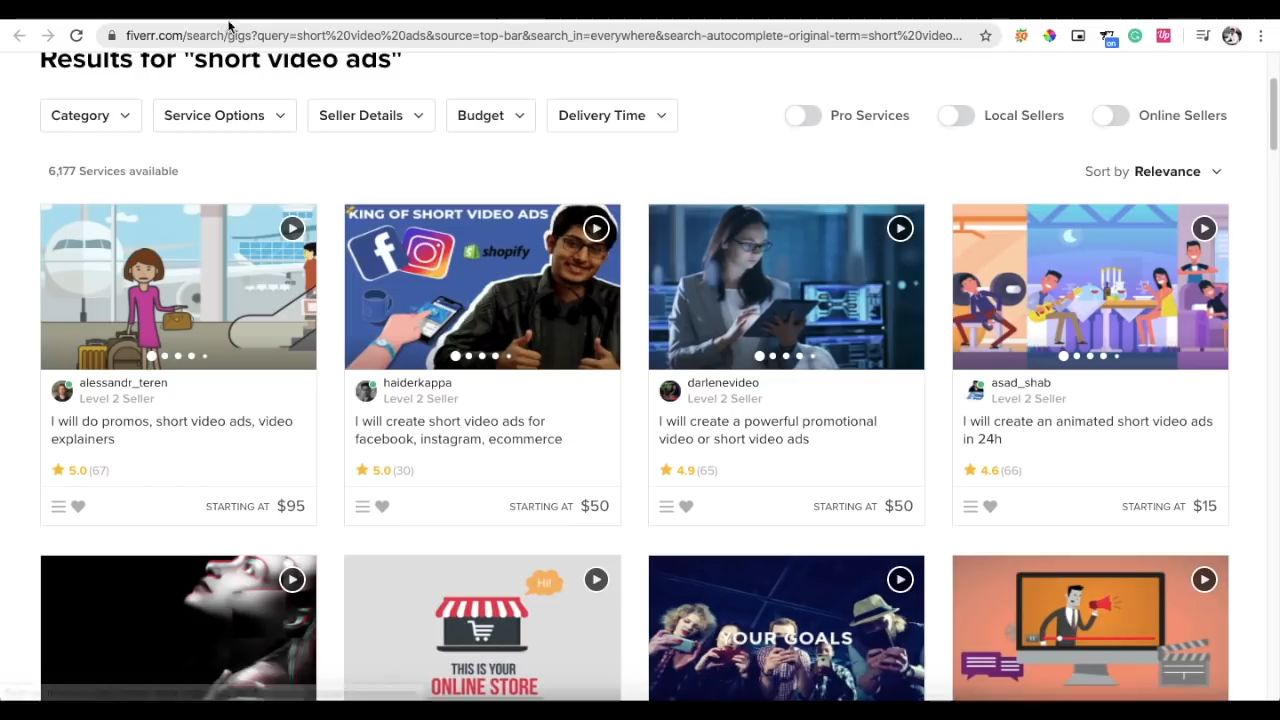 fiverr.com/search/gigs?query=short%20video%20ads&source=top-bar&search_in=everywhere&search-autocomplete-original-term=short%20video...
on
Up
Results for "short video ads"
Category
Service Options
Seller Details
Budget
Delivery Time
Pro Services
Local Sellers
Online Sellers
6,177 Services available
Sort by Relevance
KING OF SHORT VIDEO ADS
shopify
alessandr_teren
Level 2 Seller
I will do promos, short video ads, video
explainers
5.0 (67)
STARTING AT $95
haiderkappa
Level 2 Seller
I will create short video ads for
facebook, instagram, ecommerce
5.0 (30)
STARTING AT $50
darlenevideo
Level 2 Seller
I will create a powerful promotional
video or short video ads
4.9 (65)
STARTING AT $50
asad_shab
Level 2 Seller
I will create an animated short video ads
in 24h
4.6 (66)
STARTING AT $15
Hi!
THIS IS YOUR
ONLINE STORE
YOUR GOALS